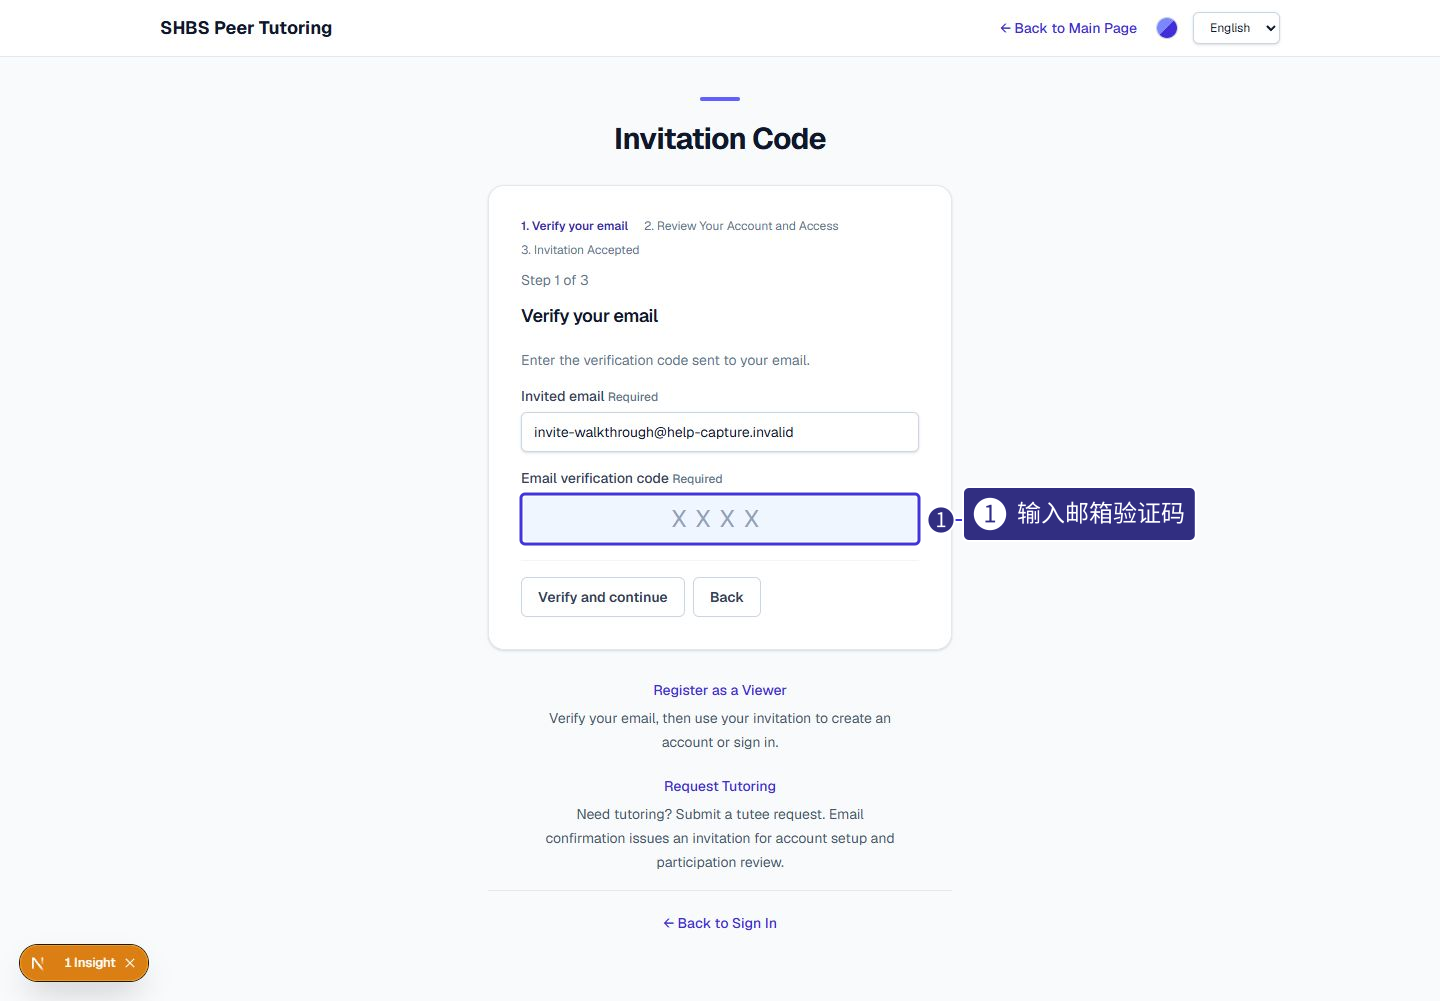 SHBS Peer Tutoring
← Back to Main Page
English
Invitation Code
1. Verify your email 2. Review Your Account and Access
3. Invitation Accepted
Step 1 of 3
Verify your email
Enter the verification code sent to your email.
Invited email Required
invite-walkthrough@help-capture.invalid
Email verification code Required
X X X X
1
1 输入邮箱验证码
Verify and continue
Back
Register as a Viewer
Verify your email, then use your invitation to create an
account or sign in.
Request Tutoring
Need tutoring? Submit a tutee request. Email
confirmation issues an invitation for account setup and
participation review.
← Back to Sign In
N 1 Insight ×